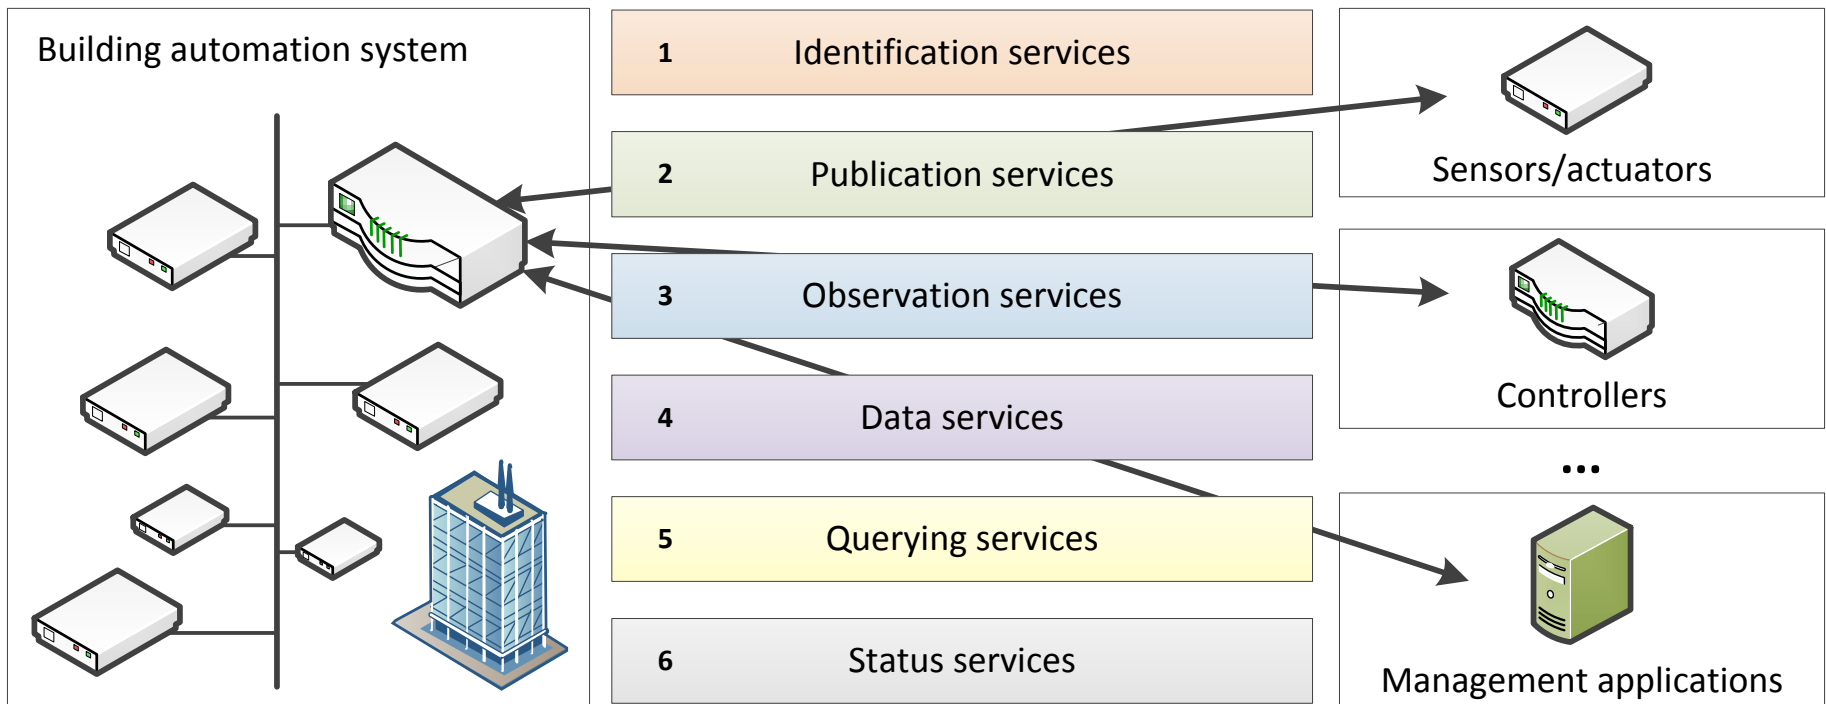 Building automation system
1 Identification services
2 Publication services
3 Observation services
4 Data services
5 Querying services
6 Status services
Sensors/actuators
Controllers
...
Management applications